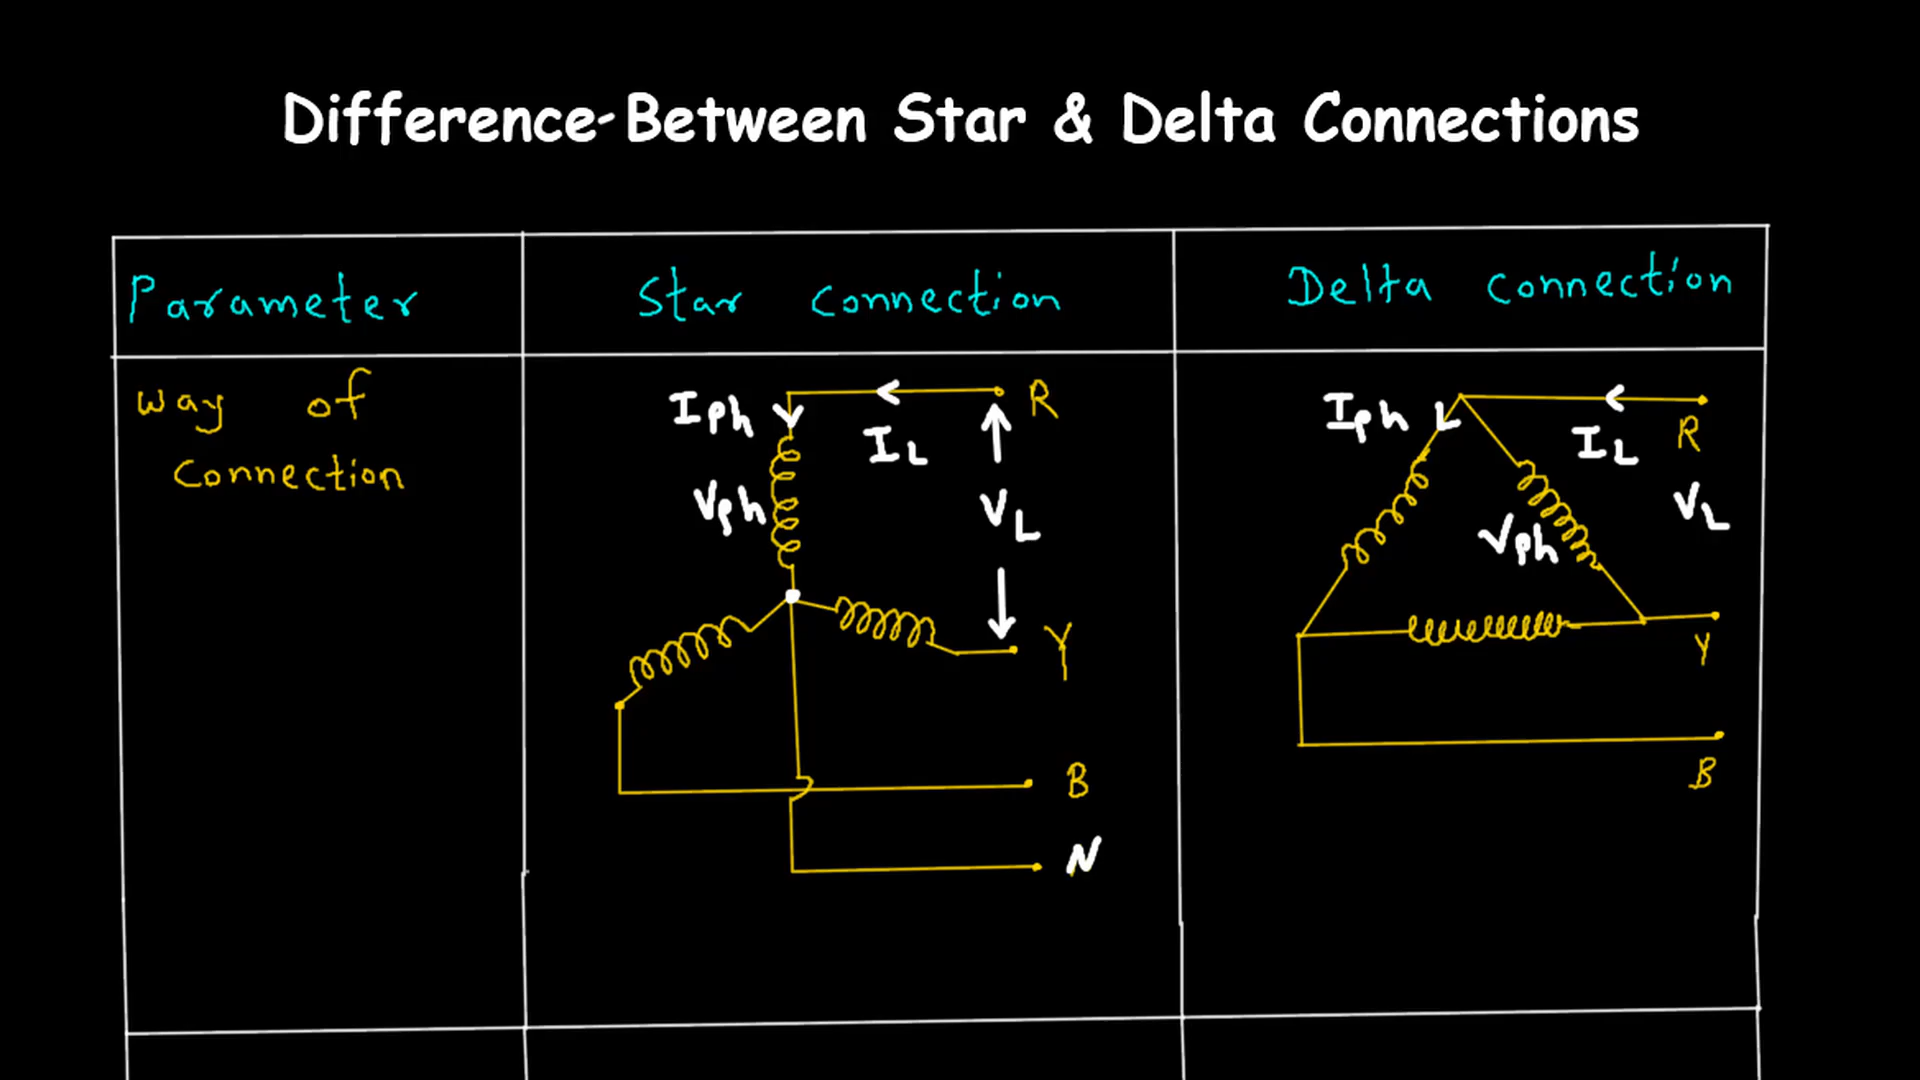 Difference-Between Star & Delta Connections
Parameter
Star connection
Delta connection
Way of
connection
Iph
IL
R
Vph
VL
Y
B
N
Iph
IL
R
VL
Vph
Y
B